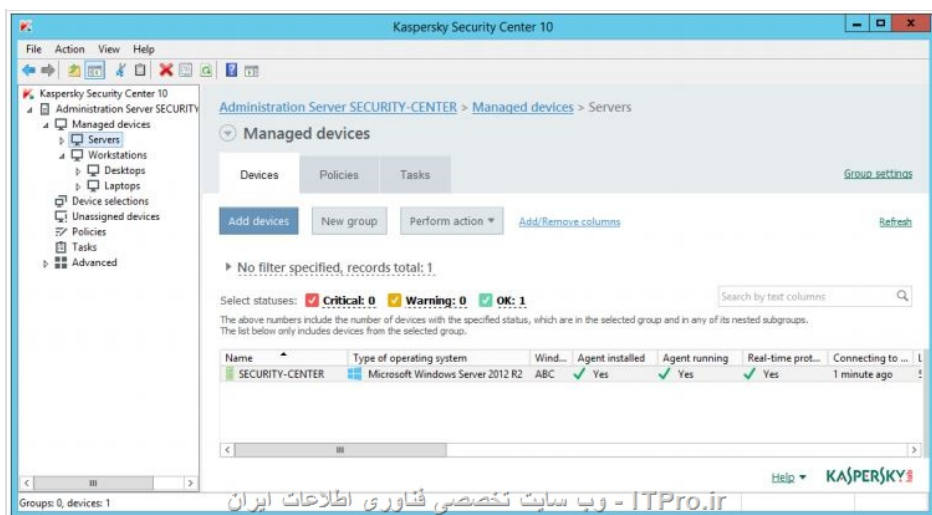 Kaspersky Security Center 10
File Action View Help
Kaspersky Security Center 10
Administration Server SECURITY
Managed devices
Servers
Workstations
Desktops
Laptops
Device selections
Unassigned devices
Policies
Tasks
Advanced
Administration Server SECURITY-CENTER > Managed devices > Servers
Managed devices
Devices Policies Tasks Group settings
Add devices New group Perform action Add/Remove columns Refresh
No filter specified, records total: 1
Select statuses: Critical: 0 Warning: 0 OK: 1 Search by text columns
The above numbers include the number of devices with the specified status, which are in the selected group and in any of its nested subgroups.
The list below only includes devices from the selected group.
Name Type of operating system Wind... Agent installed Agent running Real-time prot... Connecting to ... L
SECURITY-CENTER Microsoft Windows Server 2012 R2 ABC Yes Yes Yes 1 minute ago
Help KASPERSKY
Groups: 0, devices: 1
ITPro.ir - وب سایت تخصصی فناوری اطلاعات ایران